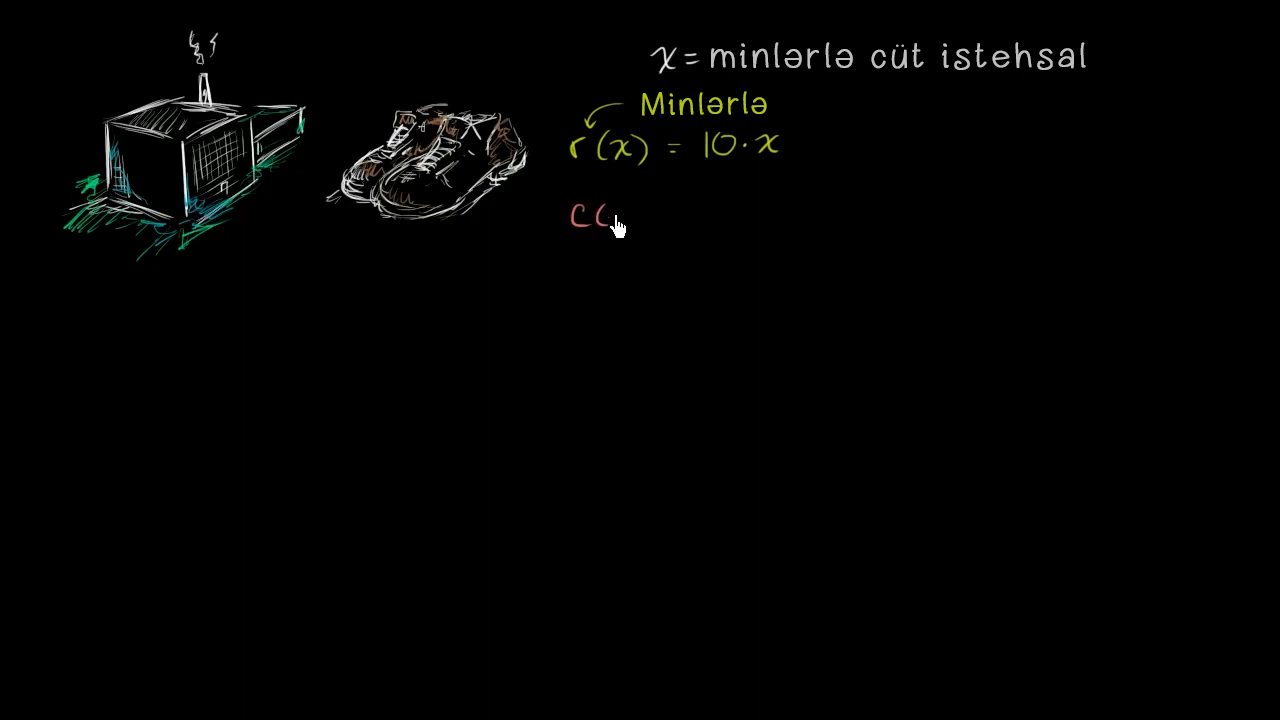 x = minlərlə cüt istehsal
Minlərlə
r(x) = 10·x
c(